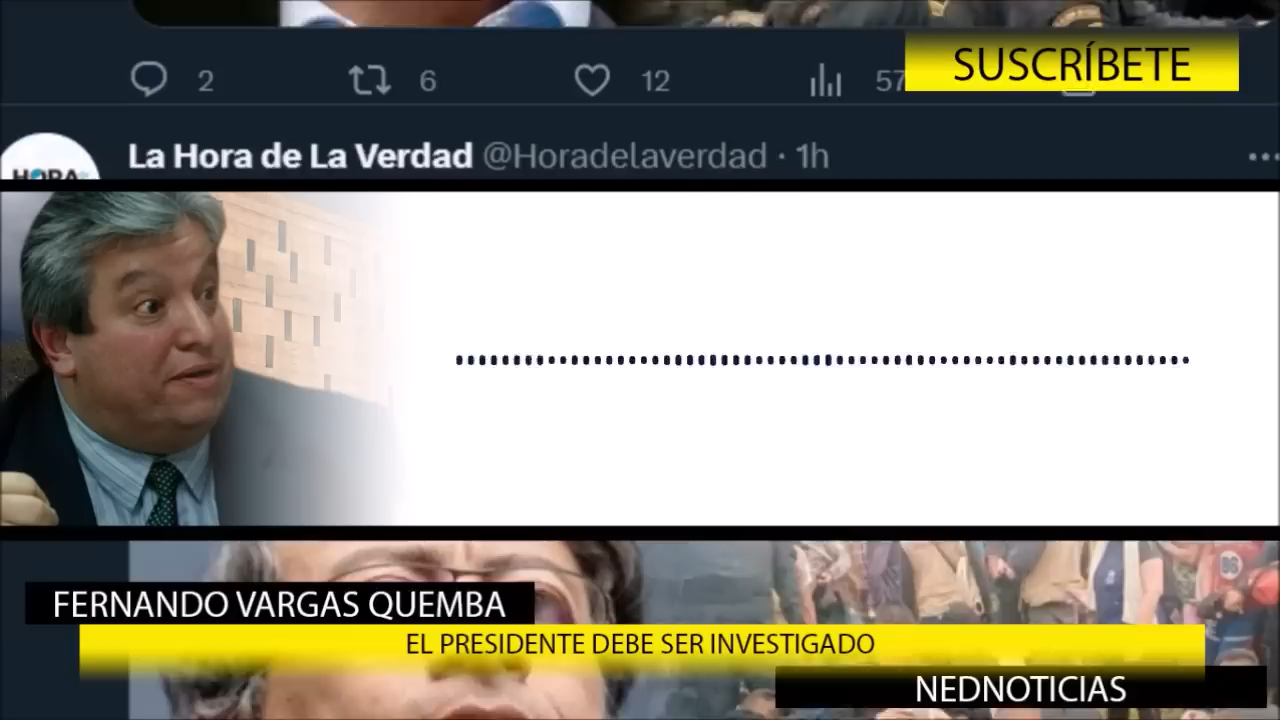 SUSCRÍBETE
2 6 12 57
La Hora de La Verdad @Horadelaverdad · 1h
HORA
FERNANDO VARGAS QUEMBA
EL PRESIDENTE DEBE SER INVESTIGADO
NEDNOTICIAS